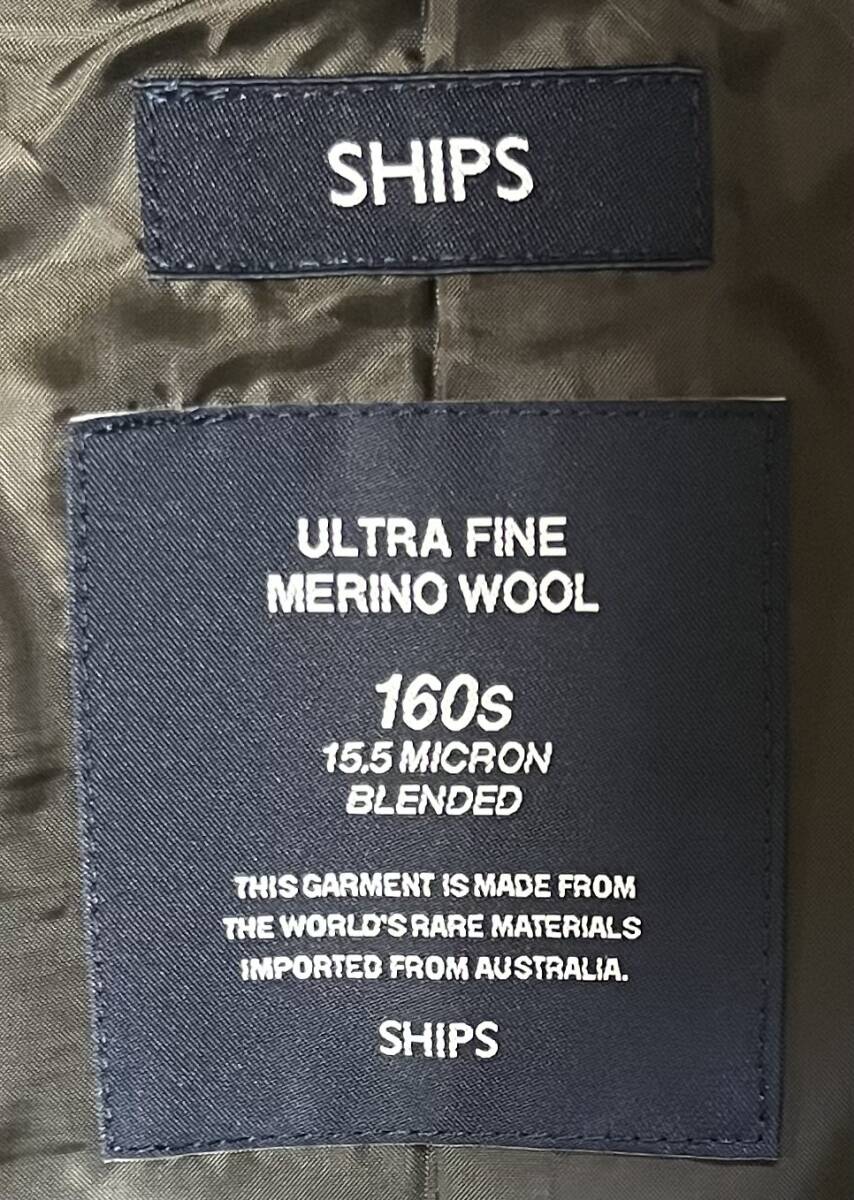 SHIPS
ULTRA FINE
MERINO WOOL
160s
15.5 MICRON
BLENDED
THIS GARMENT IS MADE FROM
THE WORLD'S RARE MATERIALS
IMPORTED FROM AUSTRALIA.
SHIPS